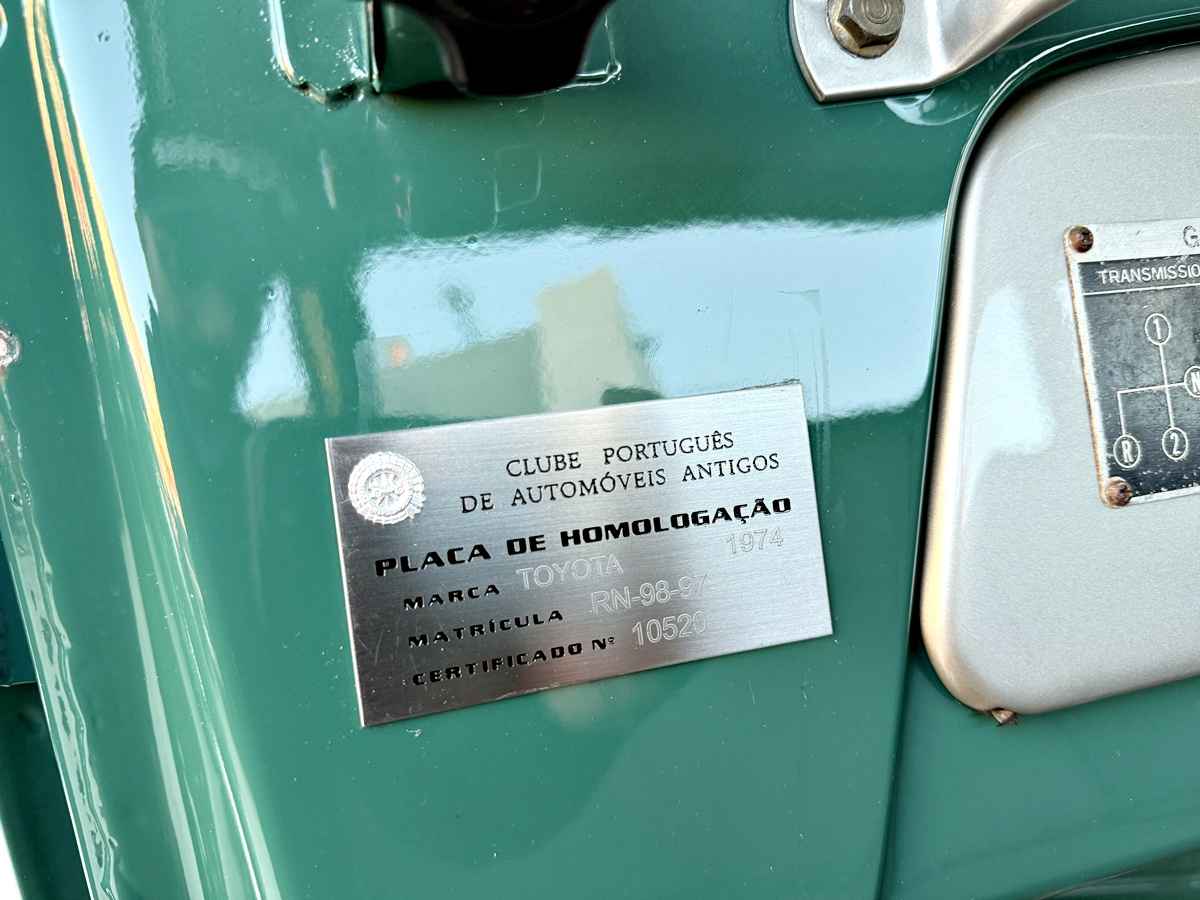 CLUBE PORTUGUÊS
DE AUTOMÓVEIS ANTIGOS
PLACA DE HOMOLOGAÇÃO
MARCA TOYOTA 1974
MATRÍCULA RN-98-97
CERTIFICADO Nº 10520
1
R 2